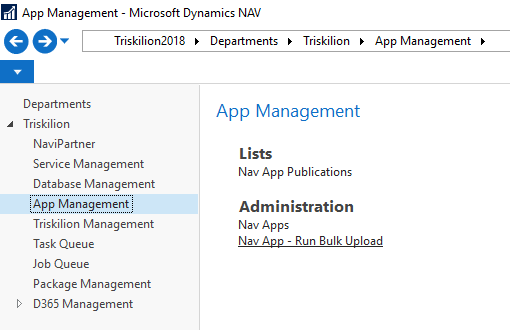 App Management - Microsoft Dynamics NAV
Triskilion2018 Departments Triskilion App Management
Departments
Triskilion
NaviPartner
Service Management
Database Management
App Management
Triskilion Management
Task Queue
Job Queue
Package Management
D365 Management
App Management
Lists
Nav App Publications
Administration
Nav Apps
Nav App - Run Bulk Upload